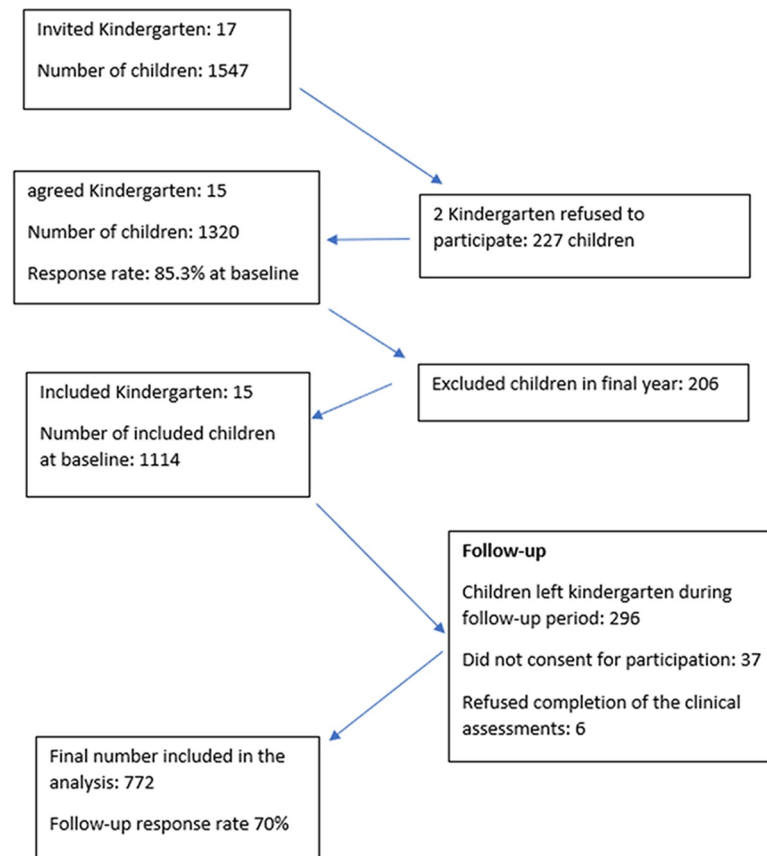 Invited Kindergarten: 17
Number of children: 1547
agreed Kindergarten: 15
Number of children: 1320
Response rate: 85.3% at baseline
2 Kindergarten refused to
participate: 227 children
Included Kindergarten: 15
Number of included children
at baseline: 1114
Excluded children in final year: 206
Follow-up
Children left kindergarten during
follow-up period: 296
Did not consent for participation: 37
Refused completion of the clinical
assessments: 6
Final number included in the
analysis: 772
Follow-up response rate 70%